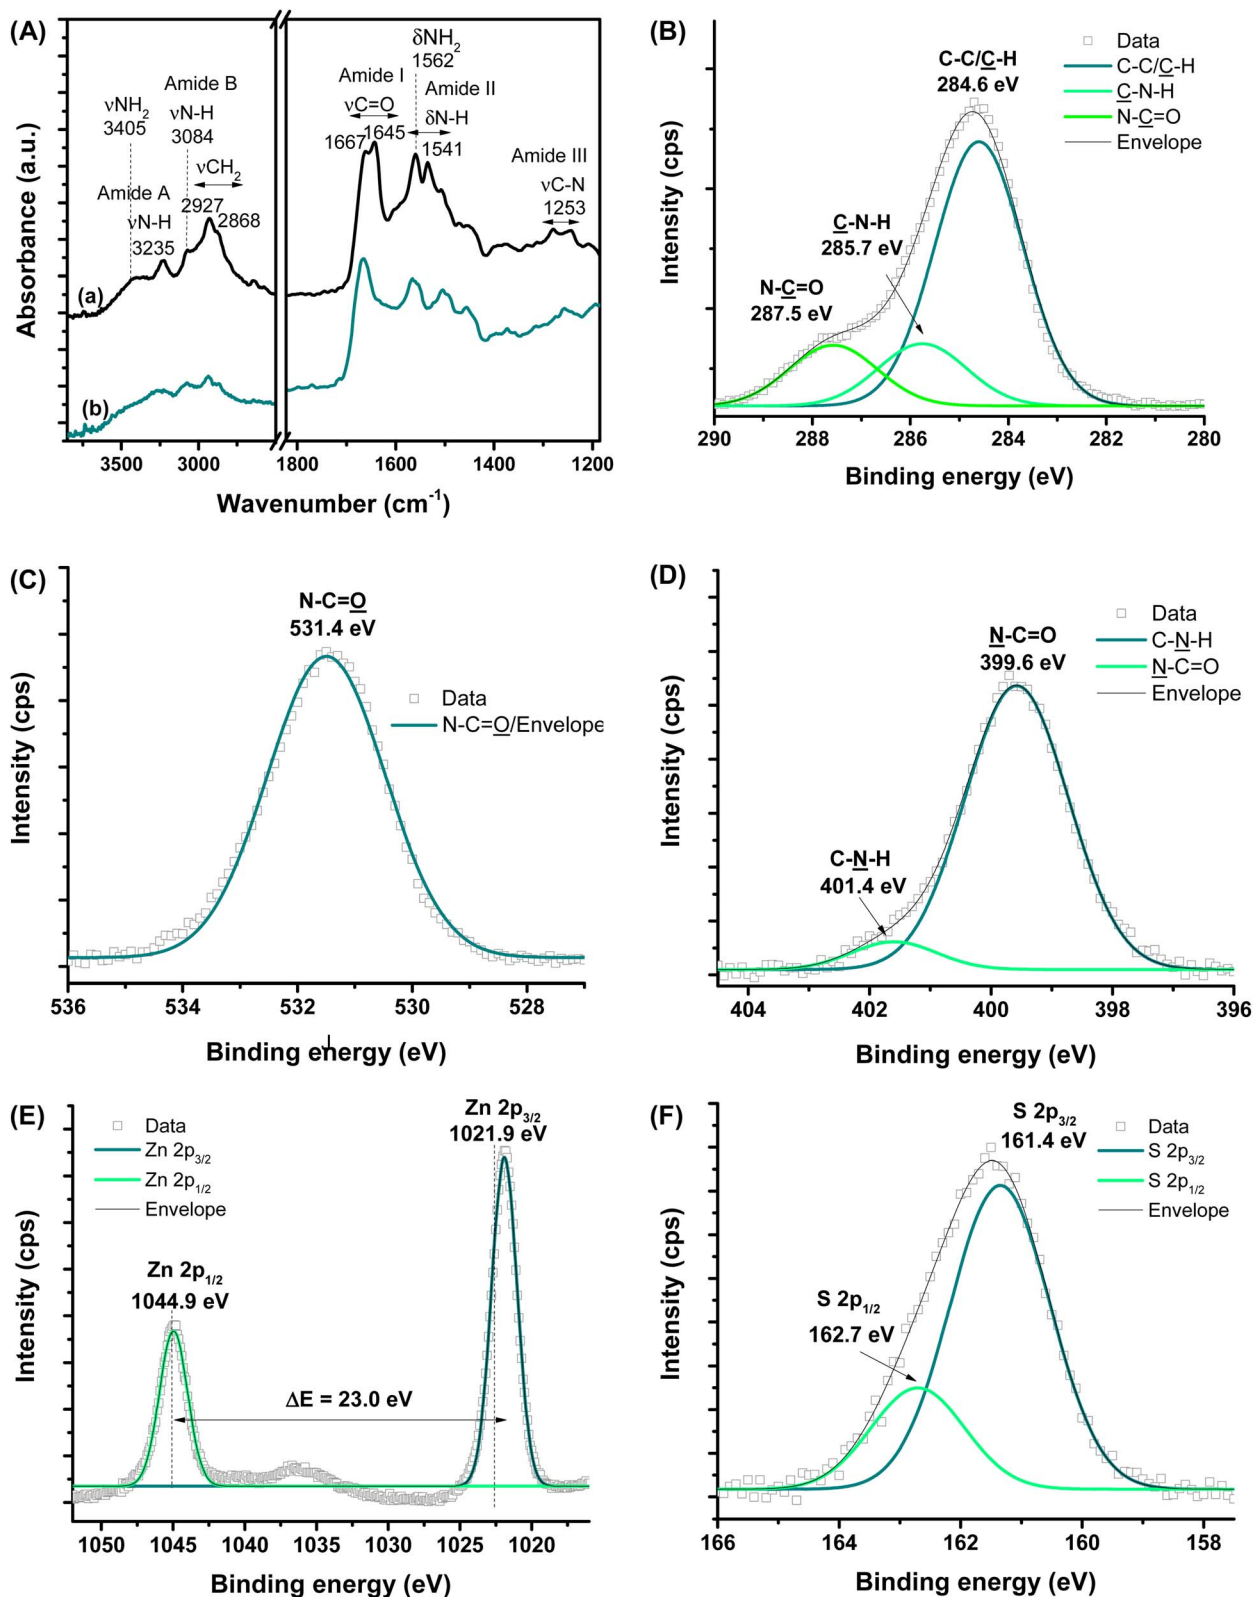 (A)
δNH₂
1562
Amide I
Amide B
Amide II
νNH₂
νN-H
νC=O
δN-H
3405
3084
1667
1645
1541
νCH₂
Amide III
Amide A
νC-N
2927
νN-H
2868
1253
3235
(a)
(b)
Absorbance (a.u.)
3500 3000 1800 1600 1400 1200
Wavenumber (cm⁻¹)
(B)
C-C/C-H
284.6 eV
Data
C-C/C-H
C-N-H
N-C=O
Envelope
C-N-H
285.7 eV
N-C=O
287.5 eV
Intensity (cps)
290 288 286 284 282 280
Binding energy (eV)
(C)
N-C=O
531.4 eV
Data
N-C=O/Envelope
Intensity (cps)
536 534 532 530 528
Binding energy (eV)
(D)
N-C=O
399.6 eV
Data
C-N-H
N-C=O
Envelope
C-N-H
401.4 eV
Intensity (cps)
404 402 400 398 396
Binding energy (eV)
(E)
Data
Zn 2p3/2
Zn 2p1/2
Envelope
Zn 2p3/2
1021.9 eV
Zn 2p1/2
1044.9 eV
ΔE = 23.0 eV
Intensity (cps)
1050 1045 1040 1035 1030 1025 1020
Binding energy (eV)
(F)
S 2p3/2
161.4 eV
Data
S 2p3/2
S 2p1/2
Envelope
S 2p1/2
162.7 eV
Intensity (cps)
166 164 162 160 158
Binding energy (eV)